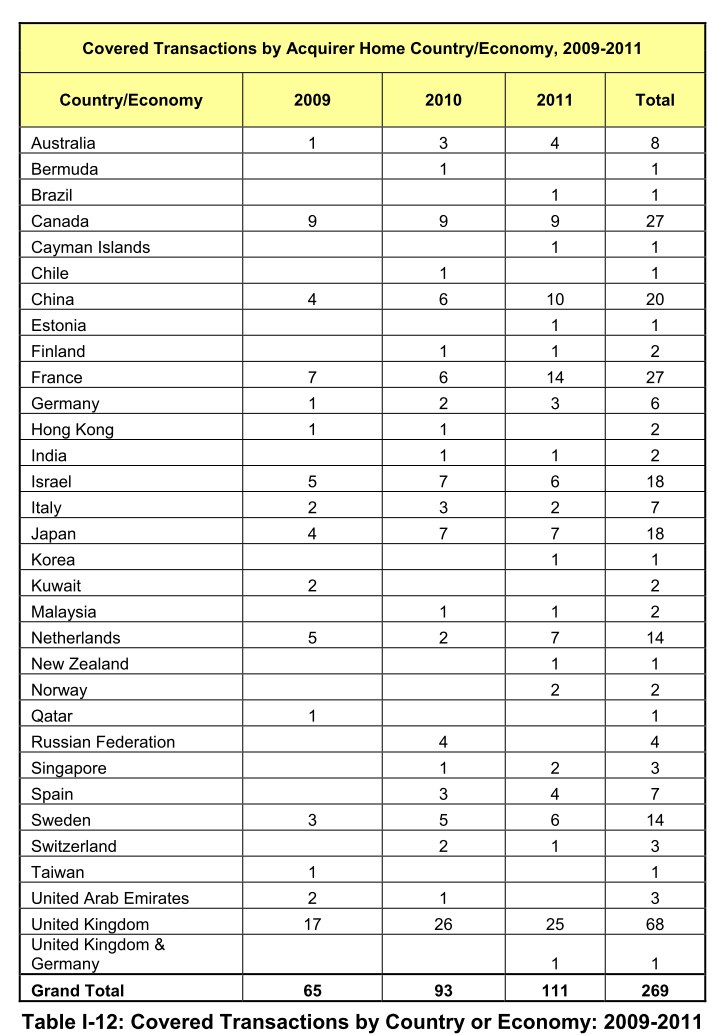 Covered Transactions by Acquirer Home Country/Economy, 2009-2011
Country/Economy 2009 2010 2011 Total
Australia 1 3 4 8
Bermuda 1 1
Brazil 1 1
Canada 9 9 9 27
Cayman Islands 1 1
Chile 1 1
China 4 6 10 20
Estonia 1 1
Finland 1 1 2
France 7 6 14 27
Germany 1 2 3 6
Hong Kong 1 1 2
India 1 1 2
Israel 5 7 6 18
Italy 2 3 2 7
Japan 4 7 7 18
Korea 1 1
Kuwait 2 2
Malaysia 1 1 2
Netherlands 5 2 7 14
New Zealand 1 1
Norway 2 2
Qatar 1 1
Russian Federation 4 4
Singapore 1 2 3
Spain 3 4 7
Sweden 3 5 6 14
Switzerland 2 1 3
Taiwan 1 1
United Arab Emirates 2 1 3
United Kingdom 17 26 25 68
United Kingdom &
Germany 1 1
Grand Total 65 93 111 269
Table I-12: Covered Transactions by Country or Economy: 2009-2011